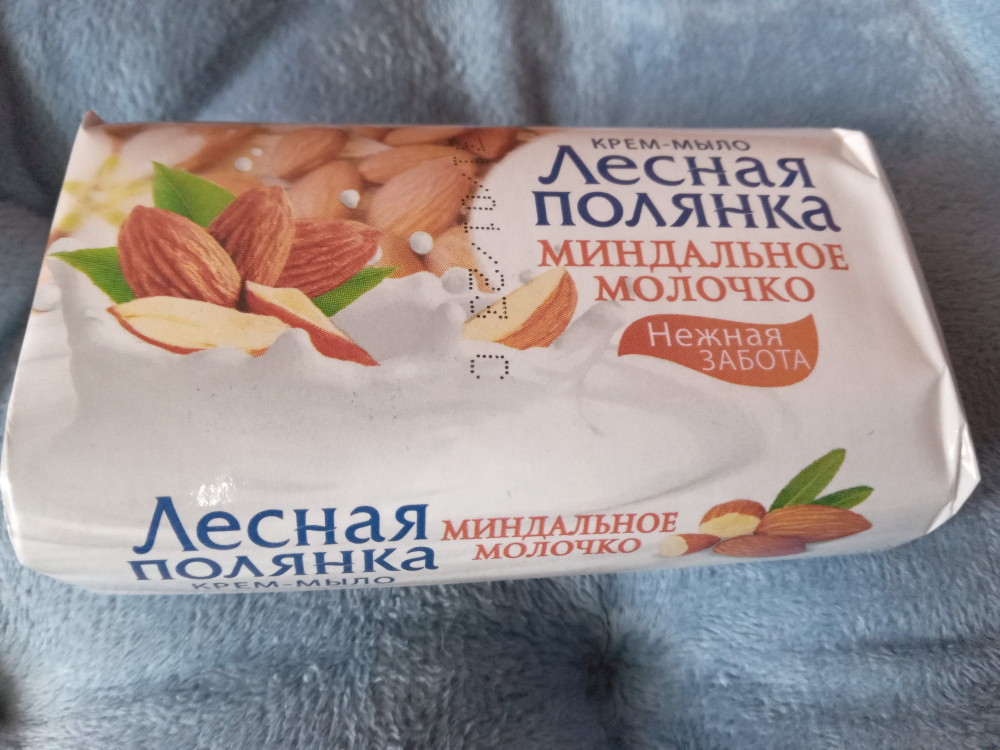 КРЕМ-МЫЛО
Лесная
полянка
МИНДАЛЬНОЕ
МОЛОЧКО
Нежная
ЗАБОТА
Лесная
полянка
КРЕМ-МЫЛО
МИНДАЛЬНОЕ
МОЛОЧКО